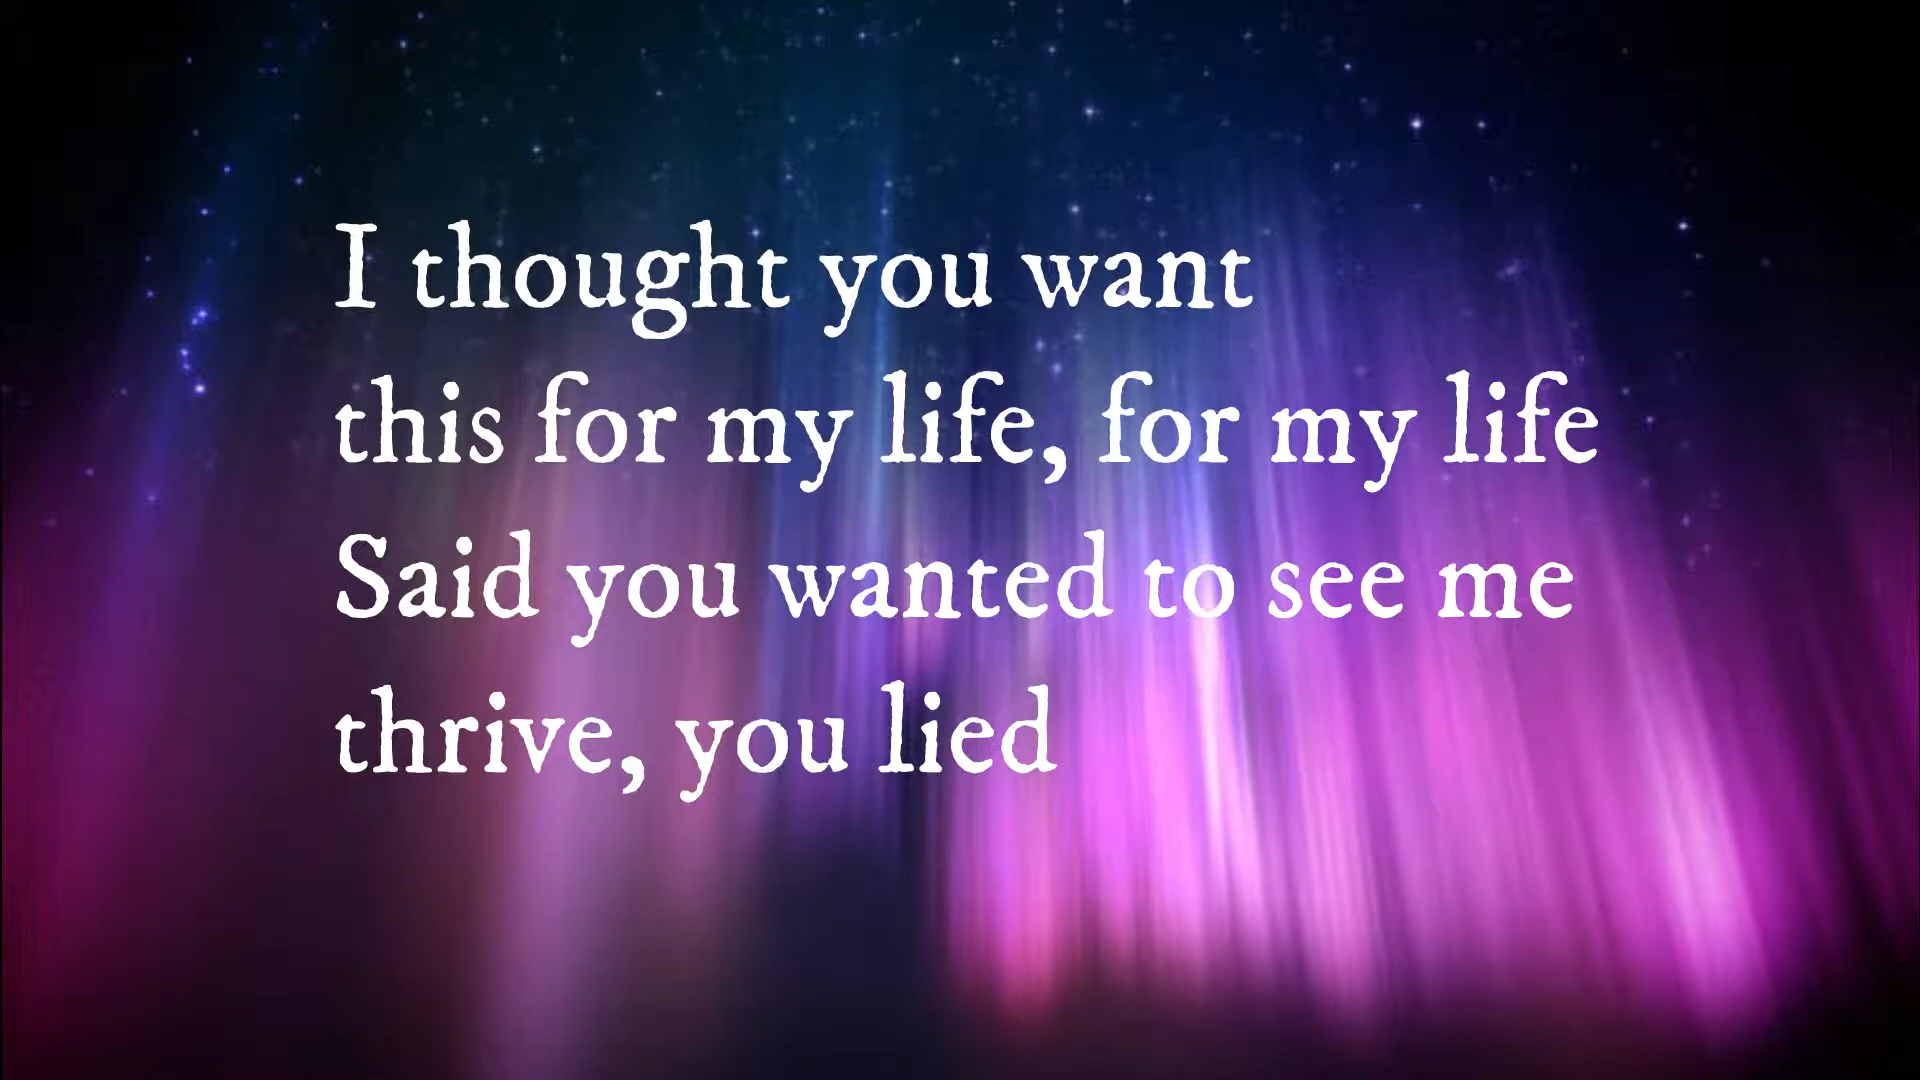 I thought you want
this for my life, for my life
Said you wanted to see me
thrive, you lied